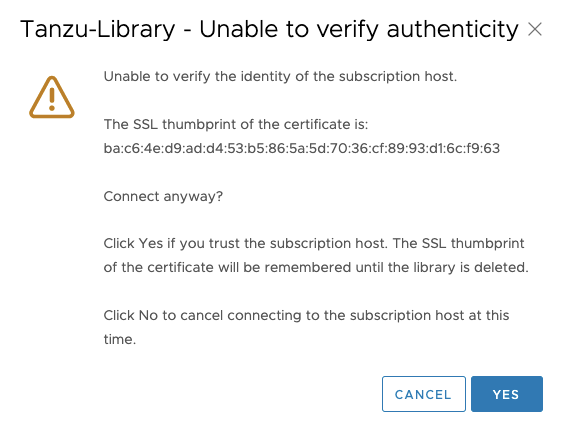 Tanzu-Library - Unable to verify authenticity
Unable to verify the identity of the subscription host.
The SSL thumbprint of the certificate is:
ba:c6:4e:d9:ad:d4:53:b5:86:5a:5d:70:36:cf:89:93:d1:6c:f9:63
Connect anyway?
Click Yes if you trust the subscription host. The SSL thumbprint
of the certificate will be remembered until the library is deleted.
Click No to cancel connecting to the subscription host at this
time.
CANCEL YES